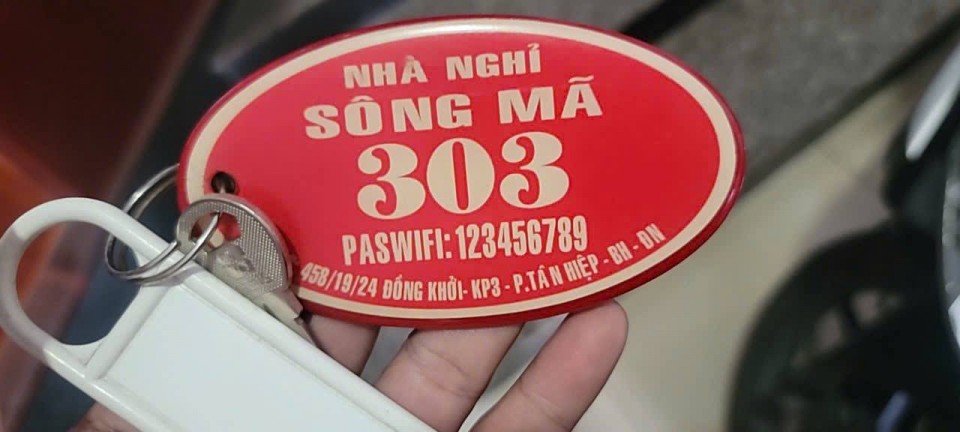 NHÀ NGHỈ
SÔNG MÃ
303
PASWIFI: 123456789
458/19/24 ĐỒNG KHỞI- KP3 - P.TÂN HIỆP - BH - ĐN